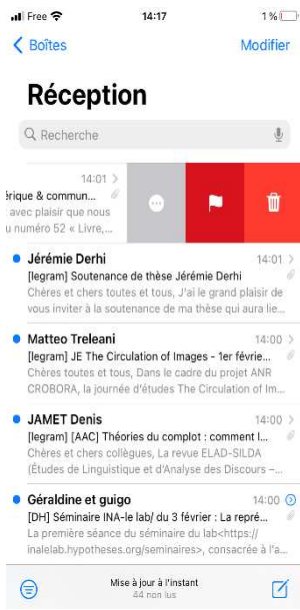 Free 14:17 1 %
Boîtes Modifier
Réception
Recherche
14:01
érique & commun...
avec plaisir que nous
u numéro 52 « Livre,...
Jérémie Derhi 14:01
[legram] Soutenance de thèse Jérémie Derhi
Chères et chers toutes et tous, J'ai le grand plaisir de
vous inviter à la soutenance de ma thèse qui aura lie...
Matteo Treleani 14:00
[legram] JE The Circulation of Images - 1er févrie...
Chères toutes et tous, Dans le cadre du projet ANR
CROBORA, la journée d'études The Circulation of Im...
JAMET Denis 14:00
[legram] [AAC] Théories du complot : comment l...
Chères et chers collègues, La revue ELAD-SILDA
(Études de Linguistique et d'Analyse des Discours –...
Géraldine et guigo 14:00
[DH] Séminaire INA-le lab/ du 3 février : La repré...
La première séance du séminaire du lab<https://
inalelab.hypotheses.org/seminaires>, consacrée à l'a...
Mise à jour à l'instant
44 non lus